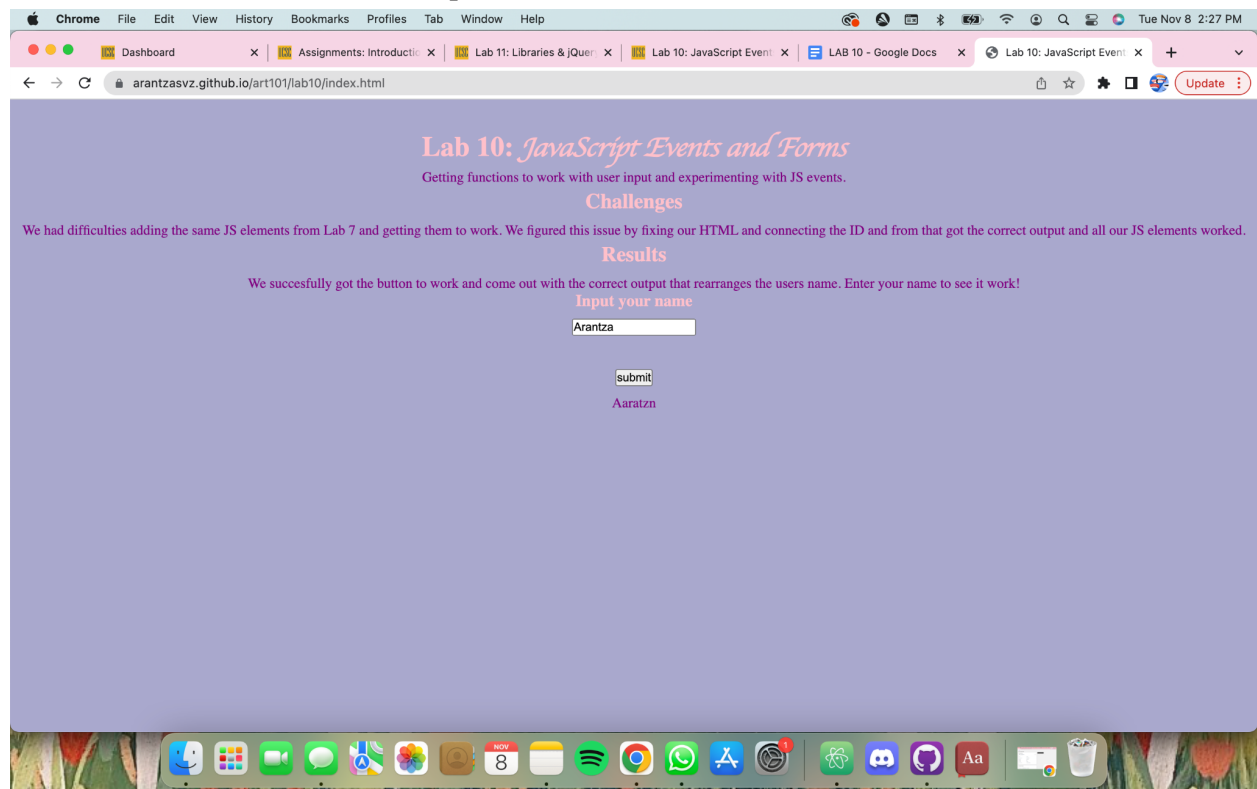 Chrome File Edit View History Bookmarks Profiles Tab Window Help Tue Nov 8 2:27 PM
Dashboard Assignments: Introductic Lab 11: Libraries & jQuer Lab 10: JavaScript Event LAB 10 - Google Docs Lab 10: JavaScript Event
arantzasvz.github.io/art101/lab10/index.html Update
Lab 10: JavaScript Events and Forms
Getting functions to work with user input and experimenting with JS events.
Challenges
We had difficulties adding the same JS elements from Lab 7 and getting them to work. We figured this issue by fixing our HTML and connecting the ID and from that got the correct output and all our JS elements worked.
Results
We succesfully got the button to work and come out with the correct output that rearranges the users name. Enter your name to see it work!
Input your name
Arantza
submit
Aaratzn
NOV
8 1 Aa